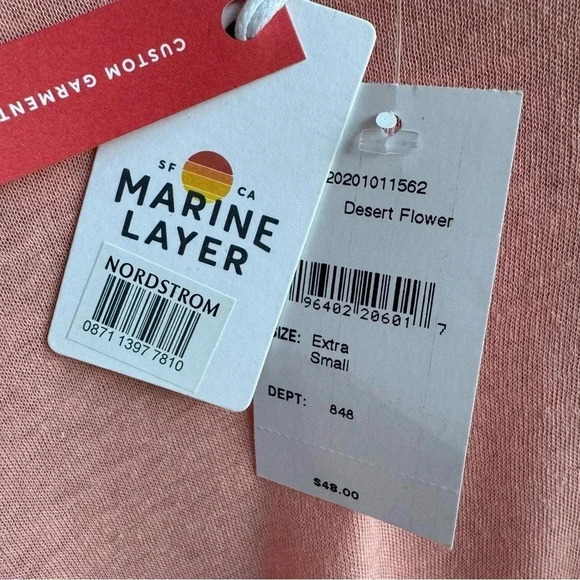 CUSTOM GARMENT
SF CA
MARINE
LAYER
NORDSTROM
0871 1397 7810
20201011562
Desert Flower
96402 20601 7
SIZE: Extra
Small
DEPT: 848
$48.00